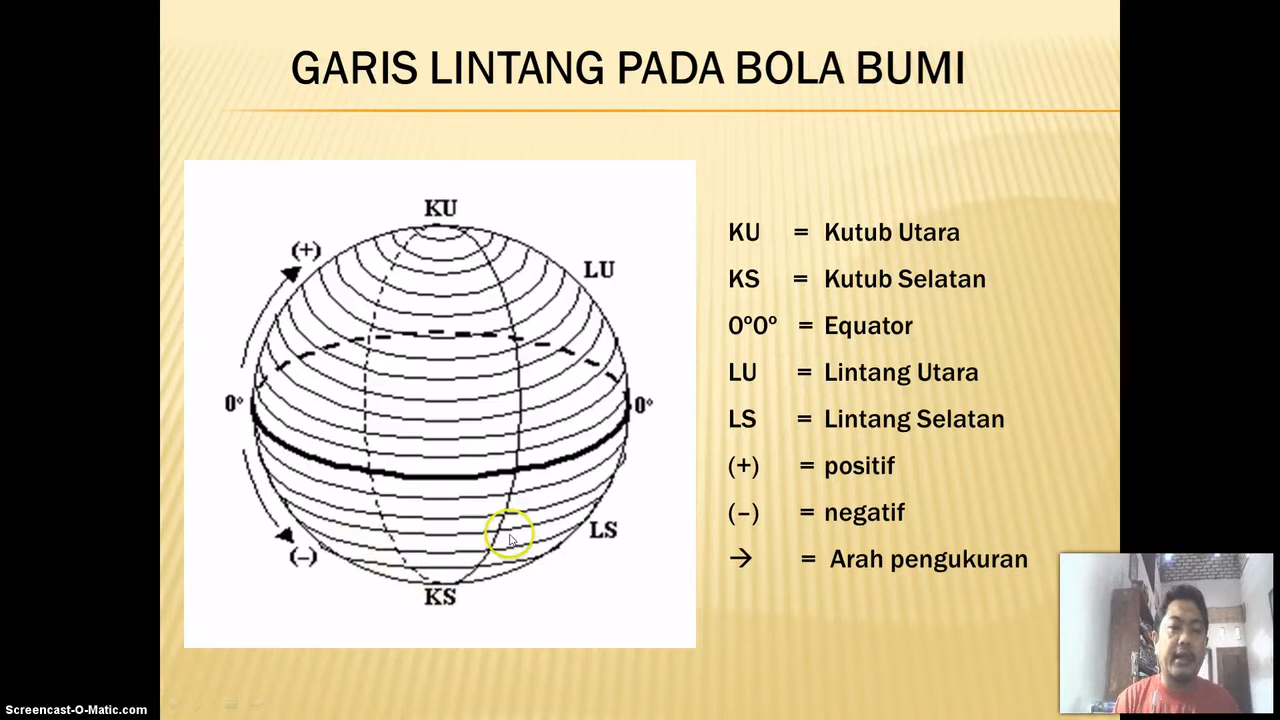 GARIS LINTANG PADA BOLA BUMI
KU
(+)
LU
0°
0°
LS
(–)
KS
KU = Kutub Utara
KS = Kutub Selatan
0º0º = Equator
LU = Lintang Utara
LS = Lintang Selatan
(+) = positif
(–) = negatif
→ = Arah pengukuran
Screencast-O-Matic.com